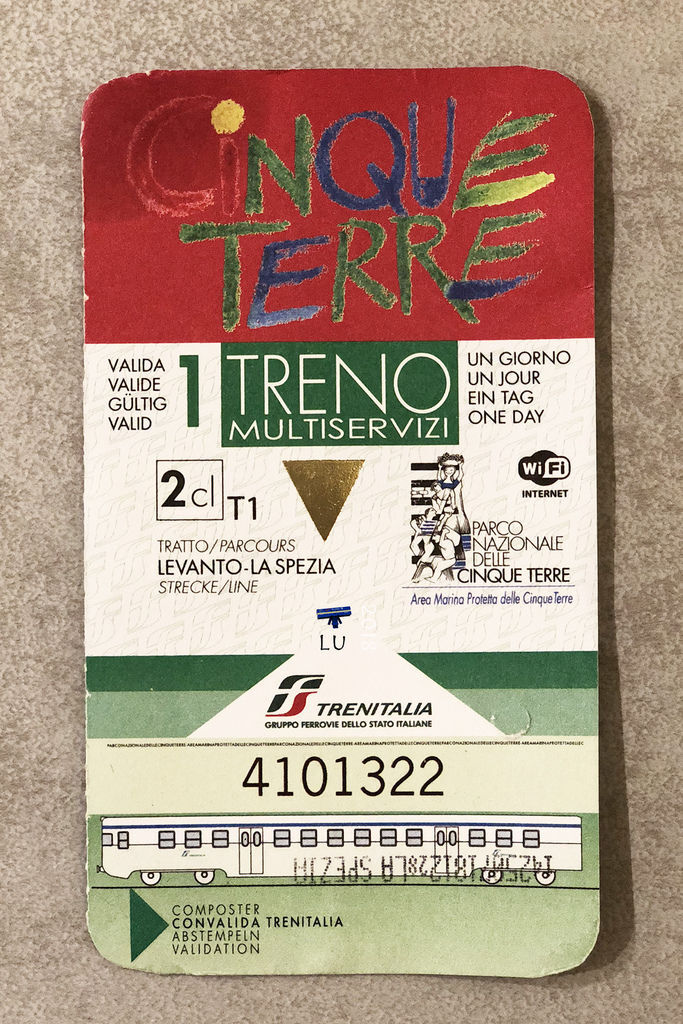 CiNQUE
TERRE
VALIDA
VALIDE
GÜLTIG
VALID
1
TRENO
MULTISERVIZI
UN GIORNO
UN JOUR
EIN TAG
ONE DAY
2cl
T1
WiFi
INTERNET
TRATTO/PARCOURS
LEVANTO-LA SPEZIA
STRECKE/LINE
PARCO
NAZIONALE
DELLE
CINQUE TERRE
Area Marina Protetta delle Cinque Terre
2018
LU
TRENITALIA
GRUPPO FERROVIE DELLO STATO ITALIANE
4101322
LA SPEZIA
COMPOSTER
CONVALIDA TRENITALIA
ABSTEMPELN
VALIDATION